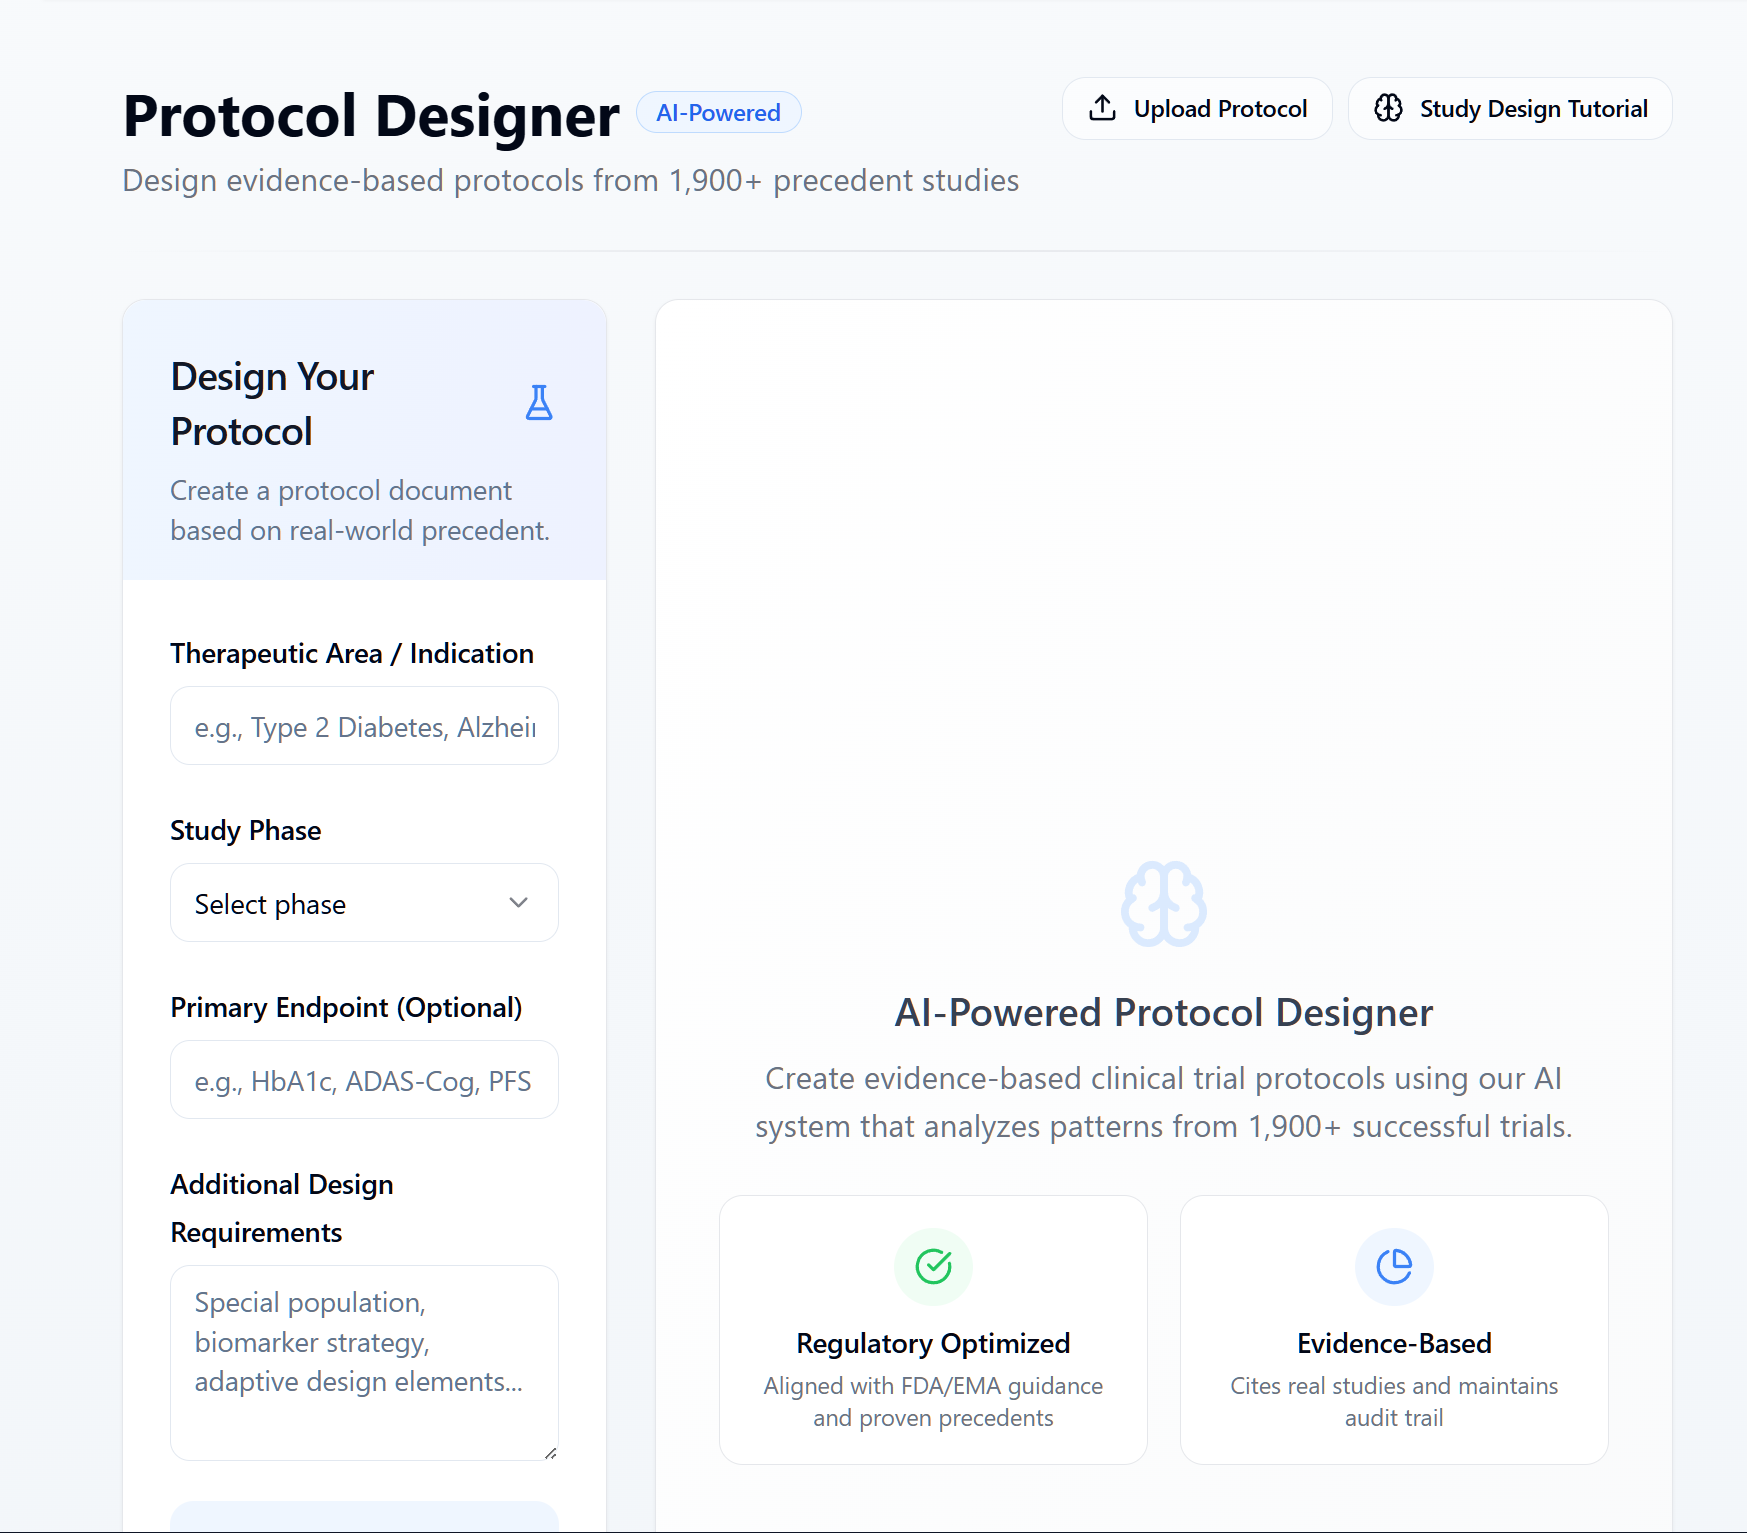 Protocol Designer
AI-Powered
Upload Protocol
Study Design Tutorial
Design evidence-based protocols from 1,900+ precedent studies
Design Your
Protocol
Create a protocol document
based on real-world precedent.
Therapeutic Area / Indication
e.g., Type 2 Diabetes,
Study Phase
Select phase
Primary Endpoint (Optional)
e.g., HbA1c, ADAS-Cog, PFS
Additional Design
Requirements
Special population,
biomarker strategy,
adaptive design elements...
AI-Powered Protocol Designer
Create evidence-based clinical trial protocols using our AI
system that analyzes patterns from 1,900+ successful trials.
Regulatory Optimized
Aligned with FDA/EMA guidance
and proven precedents
Evidence-Based
Cites real studies and maintains
audit trail